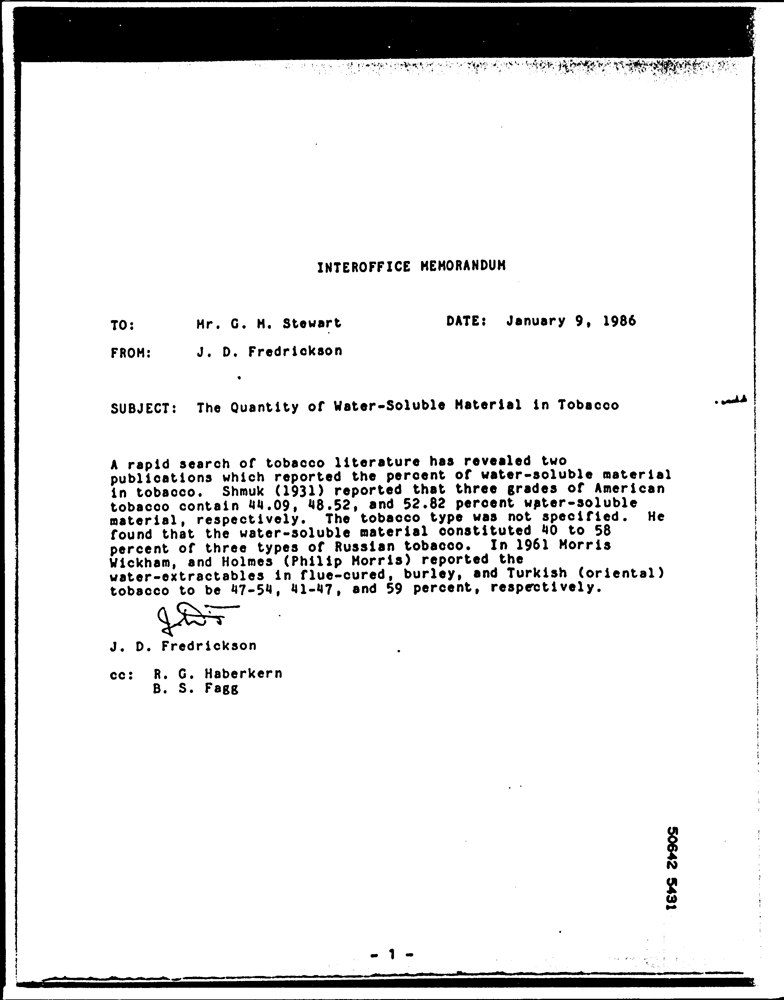 INTEROFFICE MEMORANDUM
TO: Mr. G. M. Stewart DATE: January 9, 1986
FROM: J. D. Fredrickson
SUBJECT: The Quantity of Water-Soluble Material in Tobacco
A rapid search of tobacco literature has revealed two
publications which reported the percent of water-soluble material
in tobacco. Shmuk (1931) reported that three grades of American
tobacco contain 44.09, 48.52, and 52.82 percent water-soluble
material, respectively. The tobacco type was not specified. He
found that the water-soluble material constituted 40 to 58
percent of three types of Russian tobacco. In 1961 Morris
Wickham, and Holmes (Philip Morris) reported the
water-extractables in flue-cured, burley, and Turkish (oriental)
tobacco to be 47-54, 41-47, and 59 percent, respectively.
J. D. Fredrickson
cc: R. G. Haberkern
B. S. Fagg
50642 5431
- 1 -